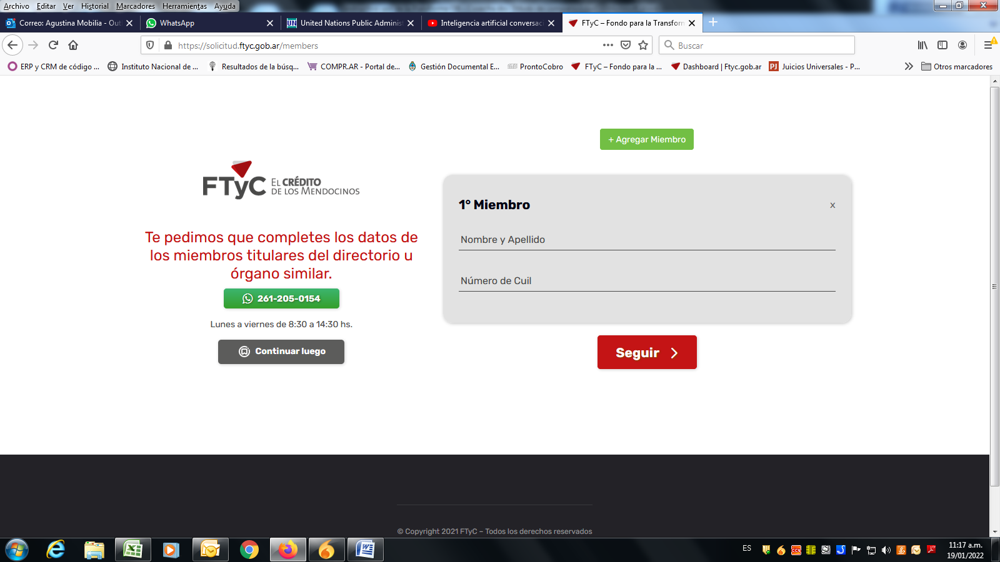 Archivo Editar Ver Historial Marcadores Herramientas Ayuda
Correo: Agustina Mobilia - Out
WhatsApp
United Nations Public Adminis
Inteligencia artificial conversac
FTyC – Fondo para la Transform
https://solicitud.ftyc.gob.ar/members
Buscar
ERP y CRM de código ...
Instituto Nacional de ...
Resultados de la búsq...
COMPR.AR - Portal de...
Gestión Documental E...
ProntoCobro
FTyC – Fondo para la ...
Dashboard | Ftyc.gob.ar
PJ Juicios Universales - P...
Otros marcadores
+ Agregar Miembro
FTyC EL CRÉDITO
DE LOS MENDOCINOS
1° Miembro
x
Nombre y Apellido
Número de Cuil
Te pedimos que completes los datos de
los miembros titulares del directorio u
órgano similar.
261-205-0154
Lunes a viernes de 8:30 a 14:30 hs.
Continuar luego
Seguir
© Copyright 2021 FTyC – Todos los derechos reservados
ES
11:17 a.m.
19/01/2022